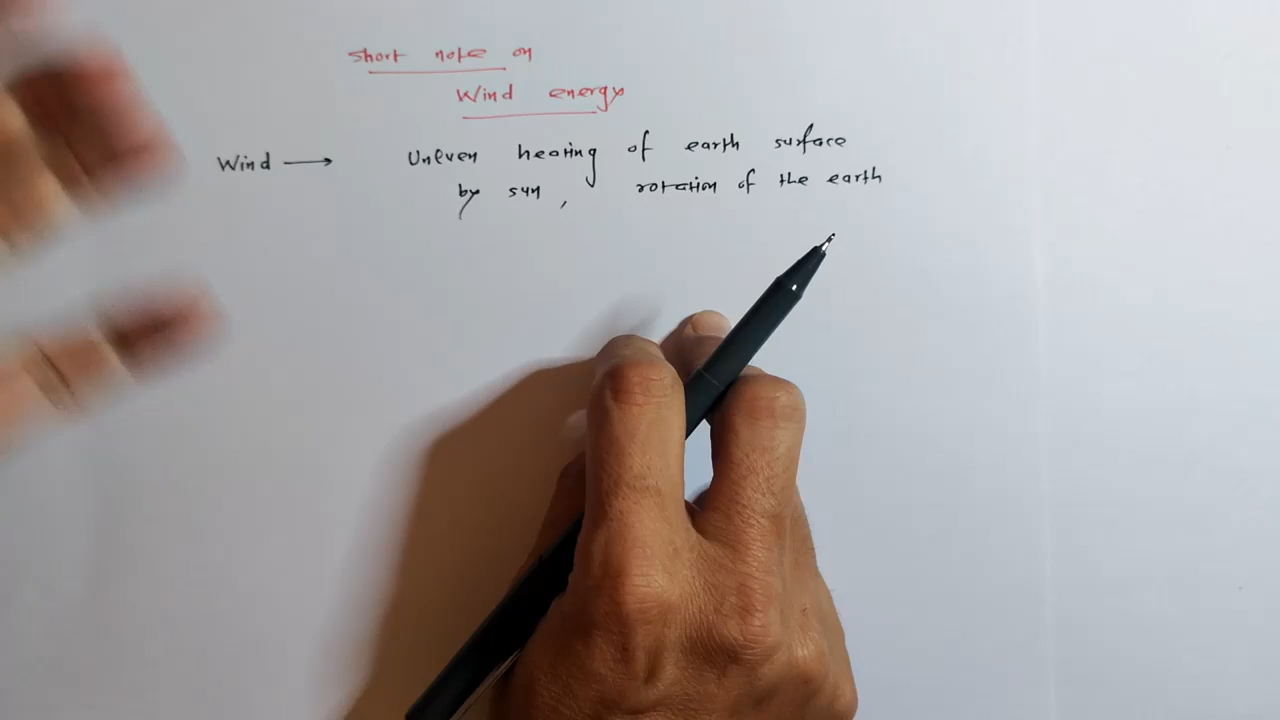 Short note on
Wind energy
Wind → Uneven heating of earth surface
by sun, rotation of the earth